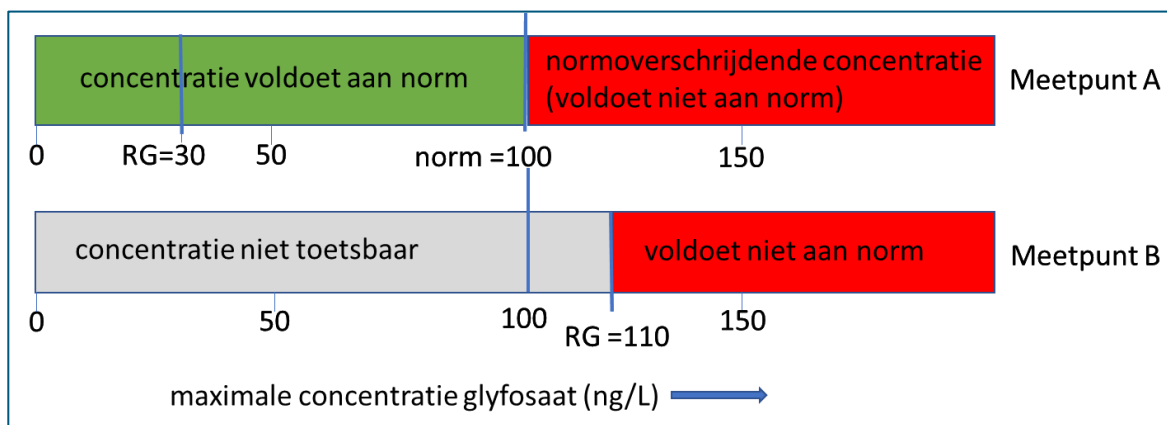 concentratie voldoet aan norm
normoverschrijdende concentratie
(voldoet niet aan norm)
Meetpunt A
0
RG=30
50
norm =100
150
concentratie niet toetsbaar
voldoet niet aan norm
Meetpunt B
0
50
100
RG =110
150
maximale concentratie glyfosaat (ng/L)